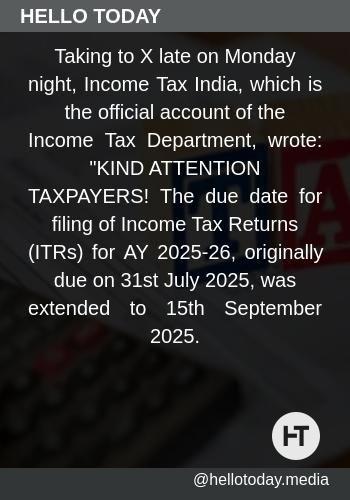 HELLO TODAY
Taking to X late on Monday
night, Income Tax India, which is
the official account of the
Income Tax Department, wrote:
"KIND ATTENTION
TAXPAYERS! The due date for
filing of Income Tax Returns
(ITRs) for AY 2025-26, originally
due on 31st July 2025, was
extended to 15th September
2025.
HT
@hellotoday.media